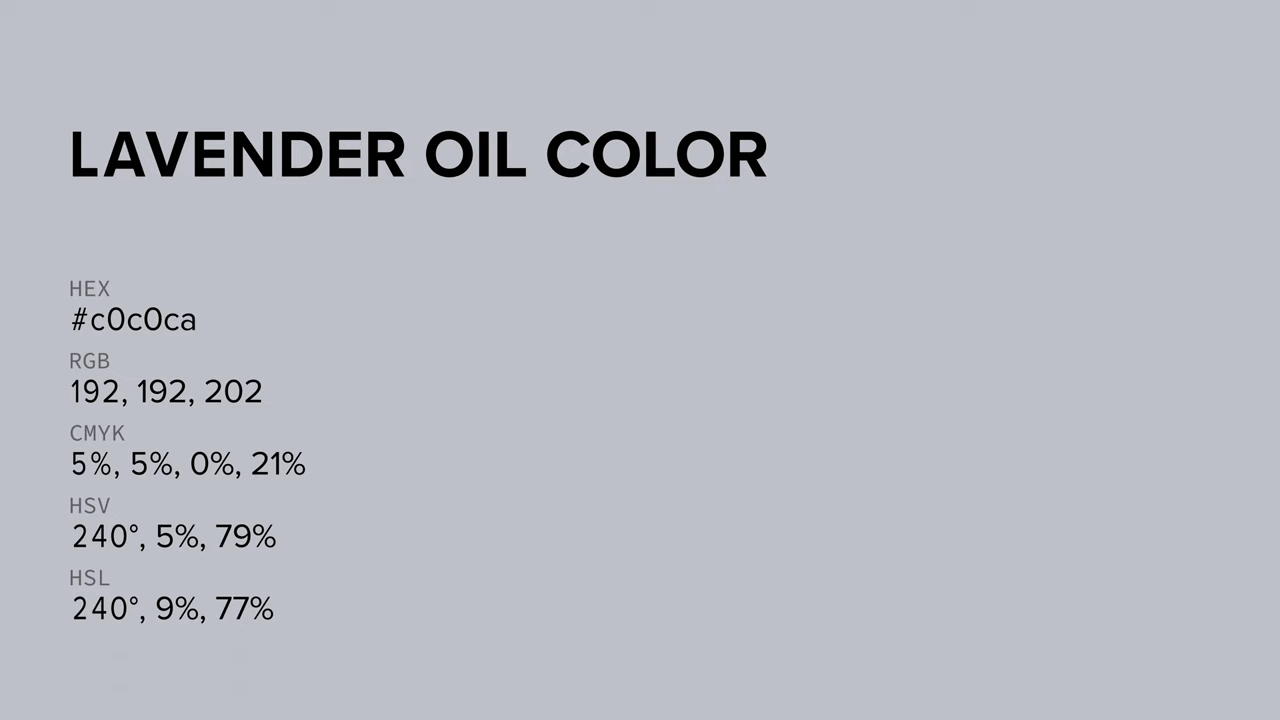 LAVENDER OIL COLOR
HEX
#c0c0ca
RGB
192, 192, 202
CMYK
5%, 5%, 0%, 21%
HSV
240°, 5%, 79%
HSL
240°, 9%, 77%